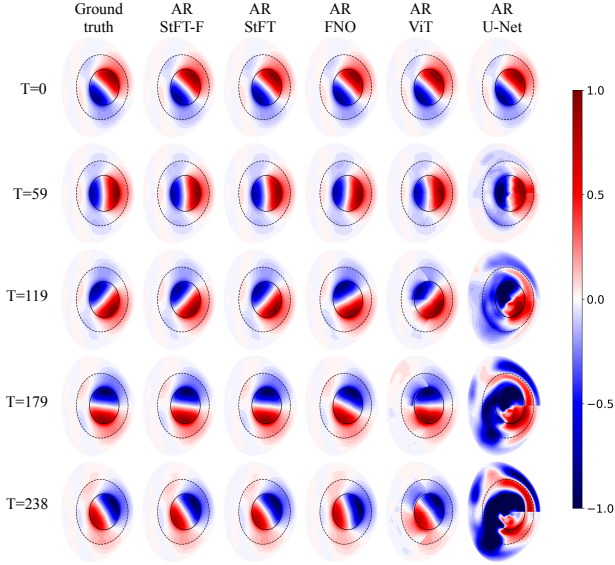 Ground AR AR AR AR AR
truth StFT-F StFT FNO ViT U-Net
T=0
1.0
T=59
0.5
T=119
0.0
T=179
−0.5
T=238
−1.0